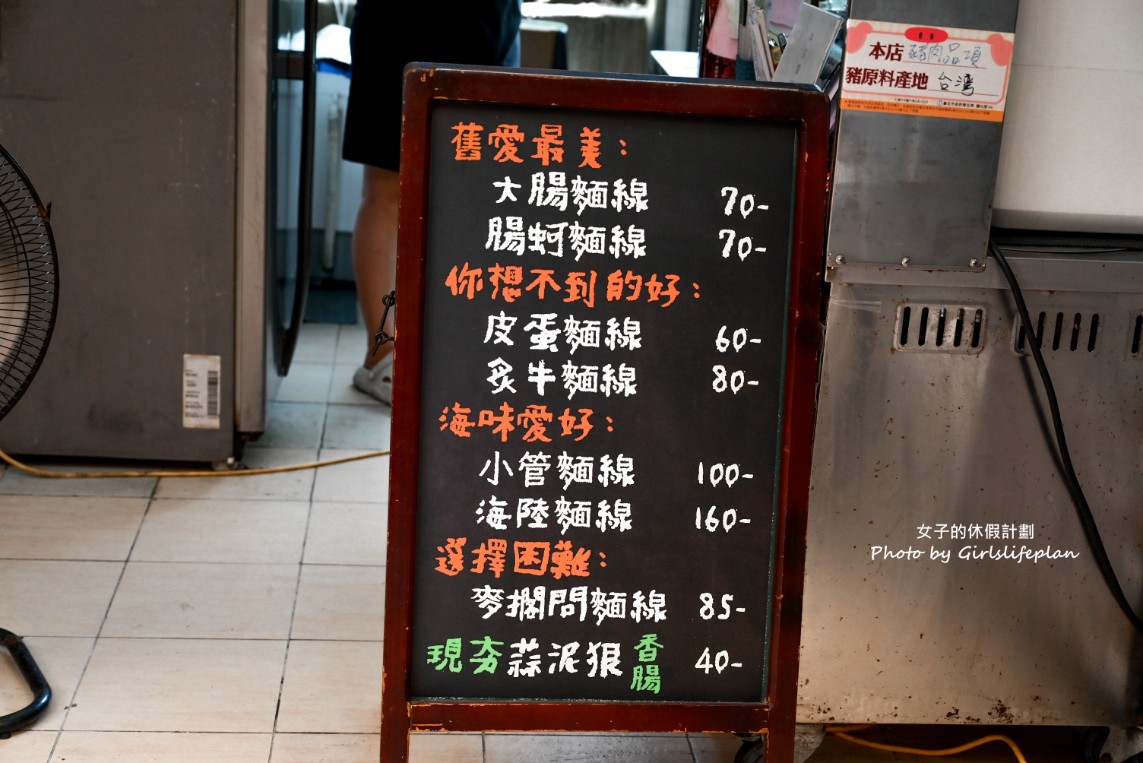 本店 豬肉品項
豬原料產地 台灣
舊愛最美:
大腸麵線 70-
腸蚵麵線 70-
你想不到的好:
皮蛋麵線 60-
炙牛麵線 80-
海味愛好:
小管麵線 100-
海陸麵線 160-
選擇困難:
麥擱問麵線 85-
現夯蒜泥狠香腸 40-
女子的休假計劃
Photo by Girlslifeplan